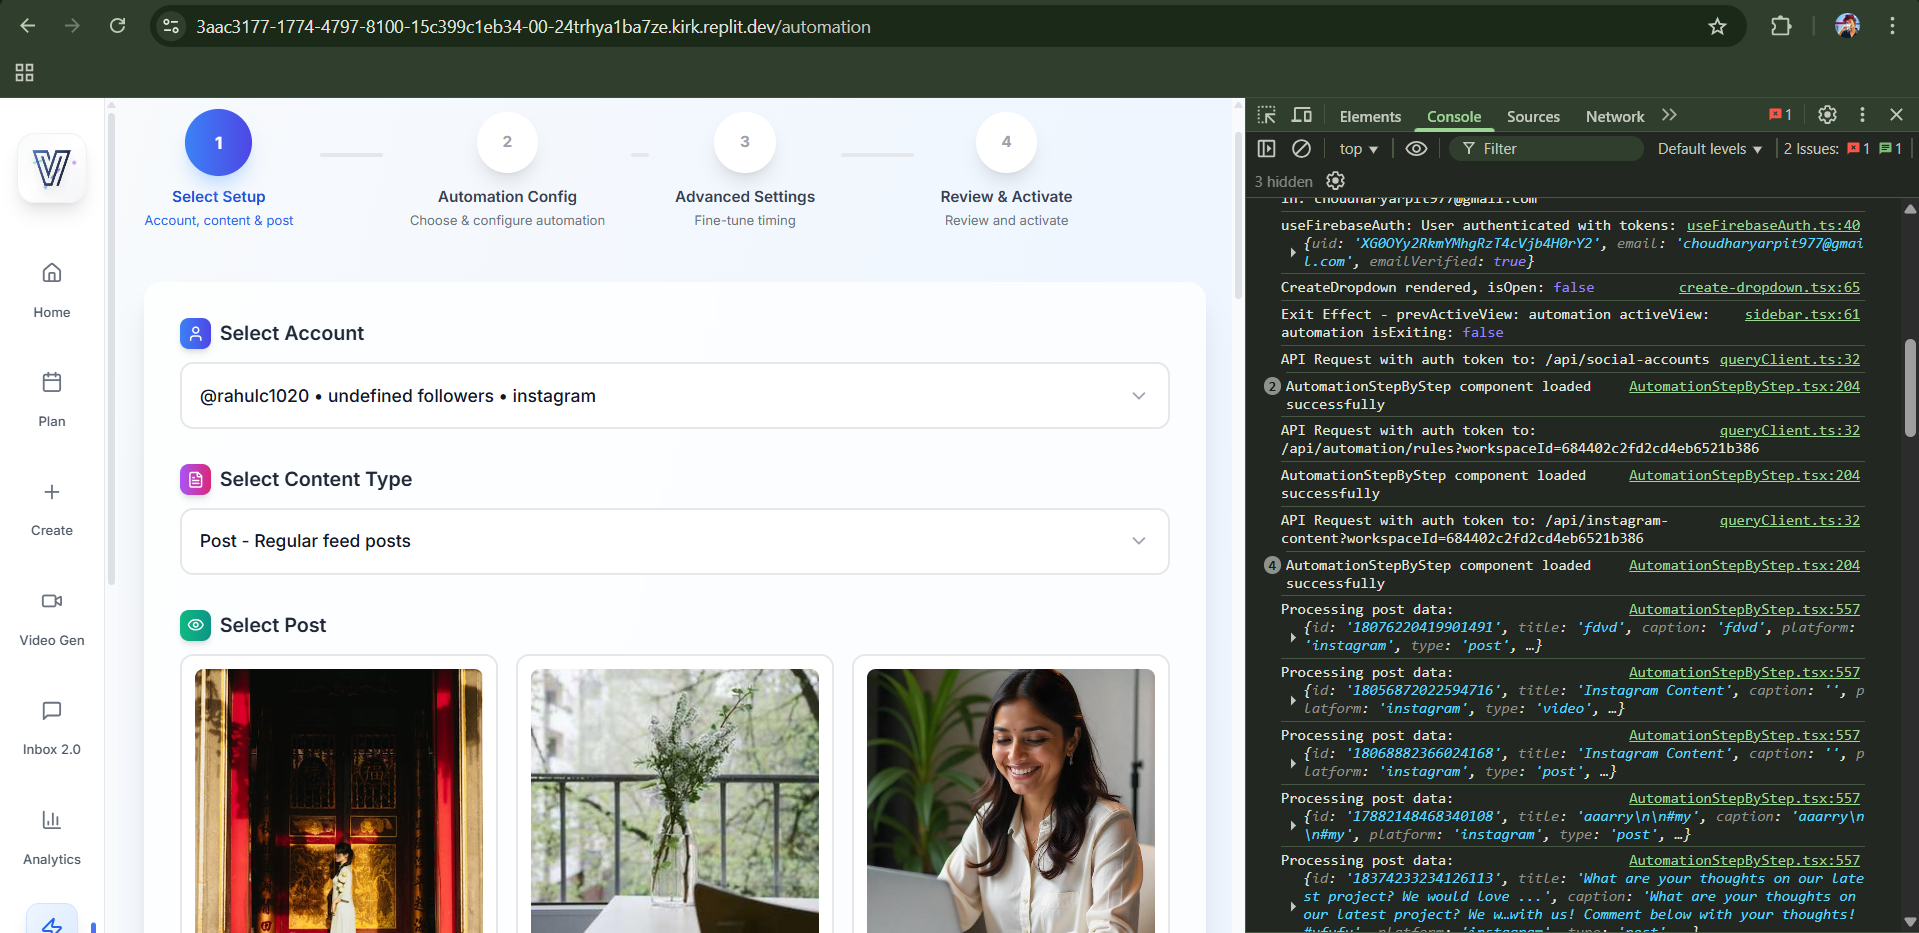 3aac3177-1774-4797-8100-15c399c1eb34-00-24trhya1ba7ze.kirk.replit.dev/automation
V
Home
Plan
Create
Video Gen
Inbox 2.0
Analytics
1
Select Setup
Account, content & post
2
Automation Config
Choose & configure automation
3
Advanced Settings
Fine-tune timing
4
Review & Activate
Review and activate
Select Account
@rahulc1020 • undefined followers • instagram
Select Content Type
Post - Regular feed posts
Select Post
Elements
Console
Sources
Network
1
top
Filter
Default levels
2 Issues: 1 1
3 hidden
in: choudharyarpit977@gmail.com
useFirebaseAuth: User authenticated with tokens: useFirebaseAuth.ts:40
{uid: 'XG0OYy2RkmYMhgRzT4cVjb4H0rY2', email: 'choudharyarpit977@gmai
l.com', emailVerified: true}
CreateDropdown rendered, isOpen: false create-dropdown.tsx:65
Exit Effect - prevActiveView: automation activeView: sidebar.tsx:61
automation isExiting: false
API Request with auth token to: /api/social-accounts queryClient.ts:32
2 AutomationStepByStep component loaded AutomationStepByStep.tsx:204
successfully
API Request with auth token to: queryClient.ts:32
/api/automation/rules?workspaceId=684402c2fd2cd4eb6521b386
AutomationStepByStep component loaded AutomationStepByStep.tsx:204
successfully
API Request with auth token to: /api/instagram- queryClient.ts:32
content?workspaceId=684402c2fd2cd4eb6521b386
4 AutomationStepByStep component loaded AutomationStepByStep.tsx:204
successfully
Processing post data: AutomationStepByStep.tsx:557
{id: '18076220419901491', title: 'fdvd', caption: 'fdvd', platform:
'instagram', type: 'post', …}
Processing post data: AutomationStepByStep.tsx:557
{id: '18056872022594716', title: 'Instagram Content', caption: '', p
latform: 'instagram', type: 'video', …}
Processing post data: AutomationStepByStep.tsx:557
{id: '18068882366024168', title: 'Instagram Content', caption: '', p
latform: 'instagram', type: 'post', …}
Processing post data: AutomationStepByStep.tsx:557
{id: '17882148468340108', title: 'aaarry\n\n#my', caption: 'aaarry\n
\n#my', platform: 'instagram', type: 'post', …}
Processing post data: AutomationStepByStep.tsx:557
{id: '18374233234126113', title: 'What are your thoughts on our late
st project? We would love ...', caption: 'What are your thoughts on
our latest project? We w…with us! Comment below with your thoughts!
#ufufu', platform: 'instagram', type: 'post', …}